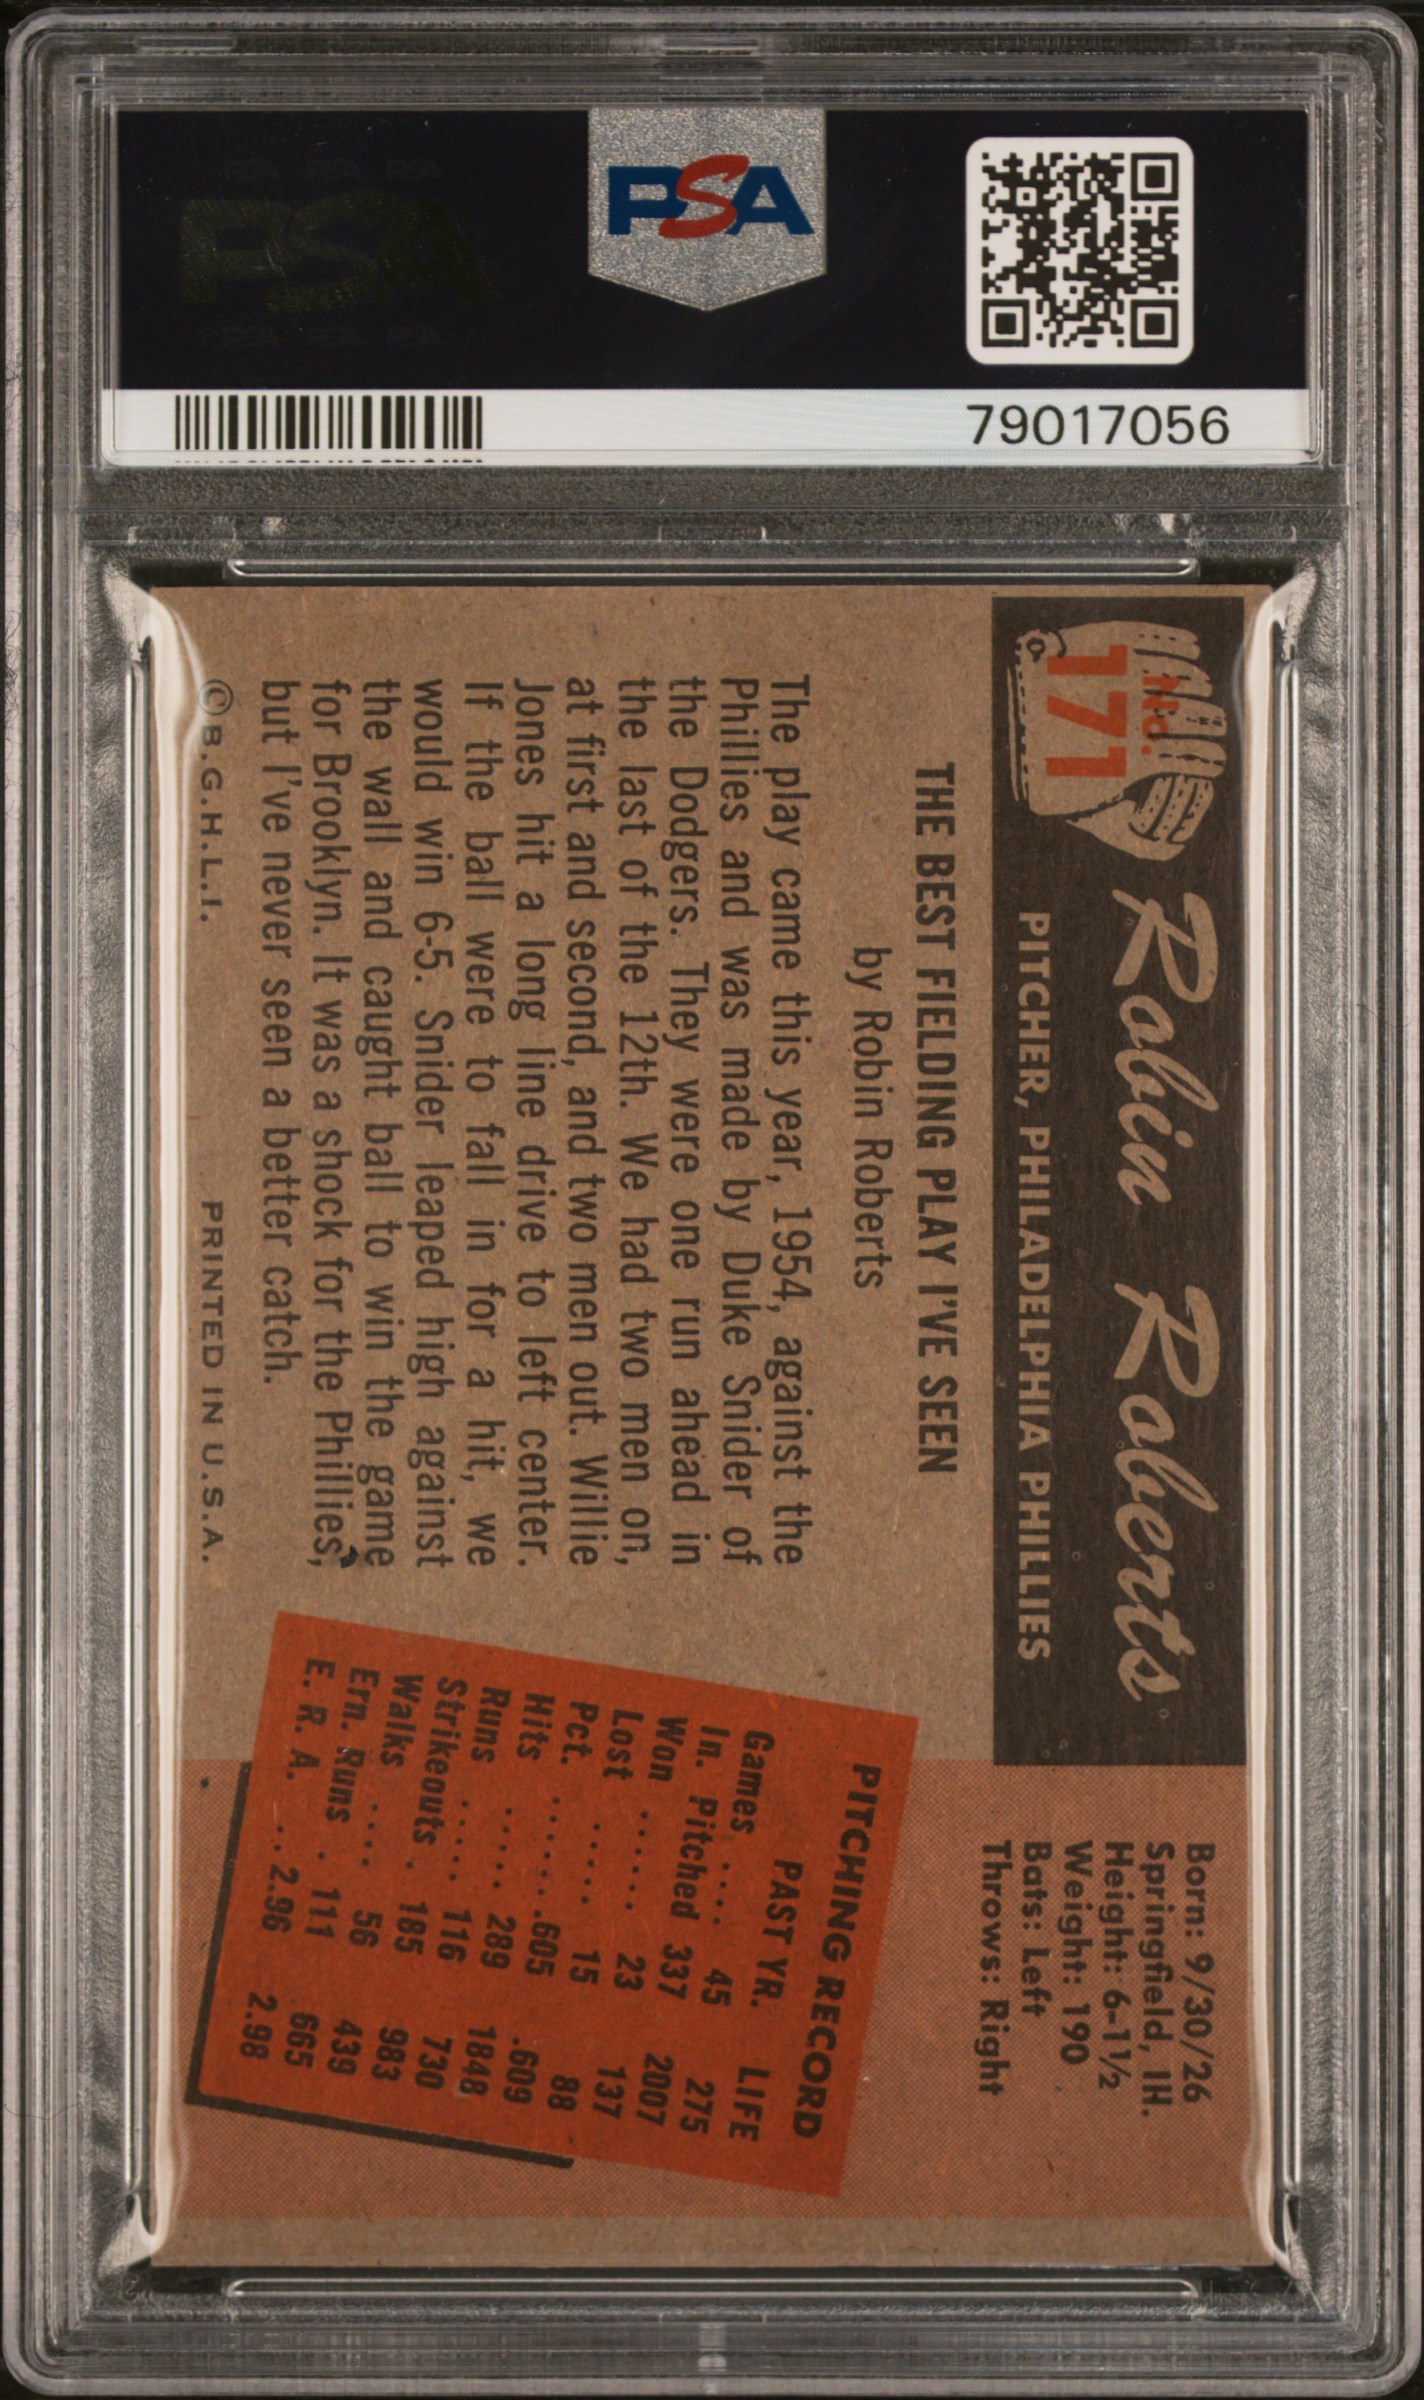 PSA
79017056
No.
171
Robin Roberts
PITCHER, PHILADELPHIA PHILLIES
Born: 9/30/26
Springfield, Ill.
Height: 6-11½
Weight: 190
Bats: Left
Throws: Right
THE BEST FIELDING PLAY I'VE SEEN
by Robin Roberts
The play came this year, 1954, against the
Phillies and was made by Duke Snider of
the Dodgers. They were one run ahead in
the last of the 12th. We had two men on,
at first and second, and two men out. Willie
Jones hit a long line drive to left center.
If the ball were to fall in for a hit, we
would win 6-5. Snider leaped high against
the wall and caught ball to win the game
for Brooklyn. It was a shock for the Phillies,
but I've never seen a better catch.
PITCHING RECORD
PAST YR. LIFE
Games .... 45 275
In. Pitched 337 2007
Won ...... 23 137
Lost ..... 15 88
Pct. ...... .605 .609
Hits ..... 289 1848
Runs ..... 116 730
Strikeouts . 185 983
Walks .... 56 439
Ern. Runs . 111 665
E. R. A. .. 2.96 2.98
© B.G.H.L.I. PRINTED IN U.S.A.